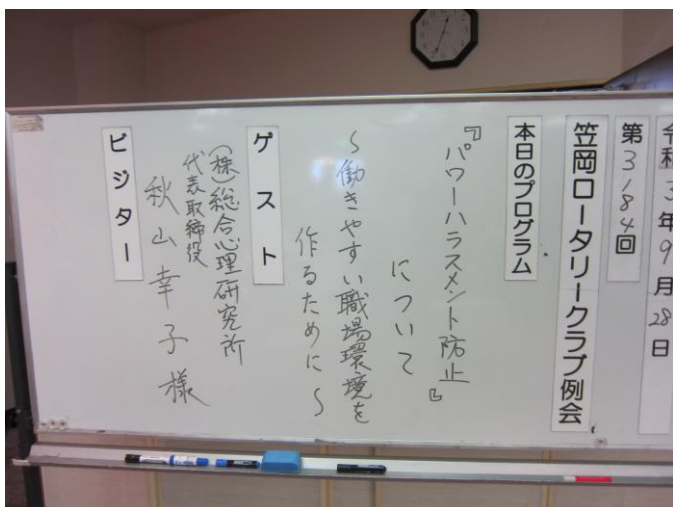 令和3年9月28日
第3184回
笠岡ロータリークラブ例会
本日のプログラム
『パワーハラスメント防止』
について
～働きやすい職場環境を
作るために～
ゲスト
(株)総合心理研究所
代表取締役
秋山幸子様
ビジター